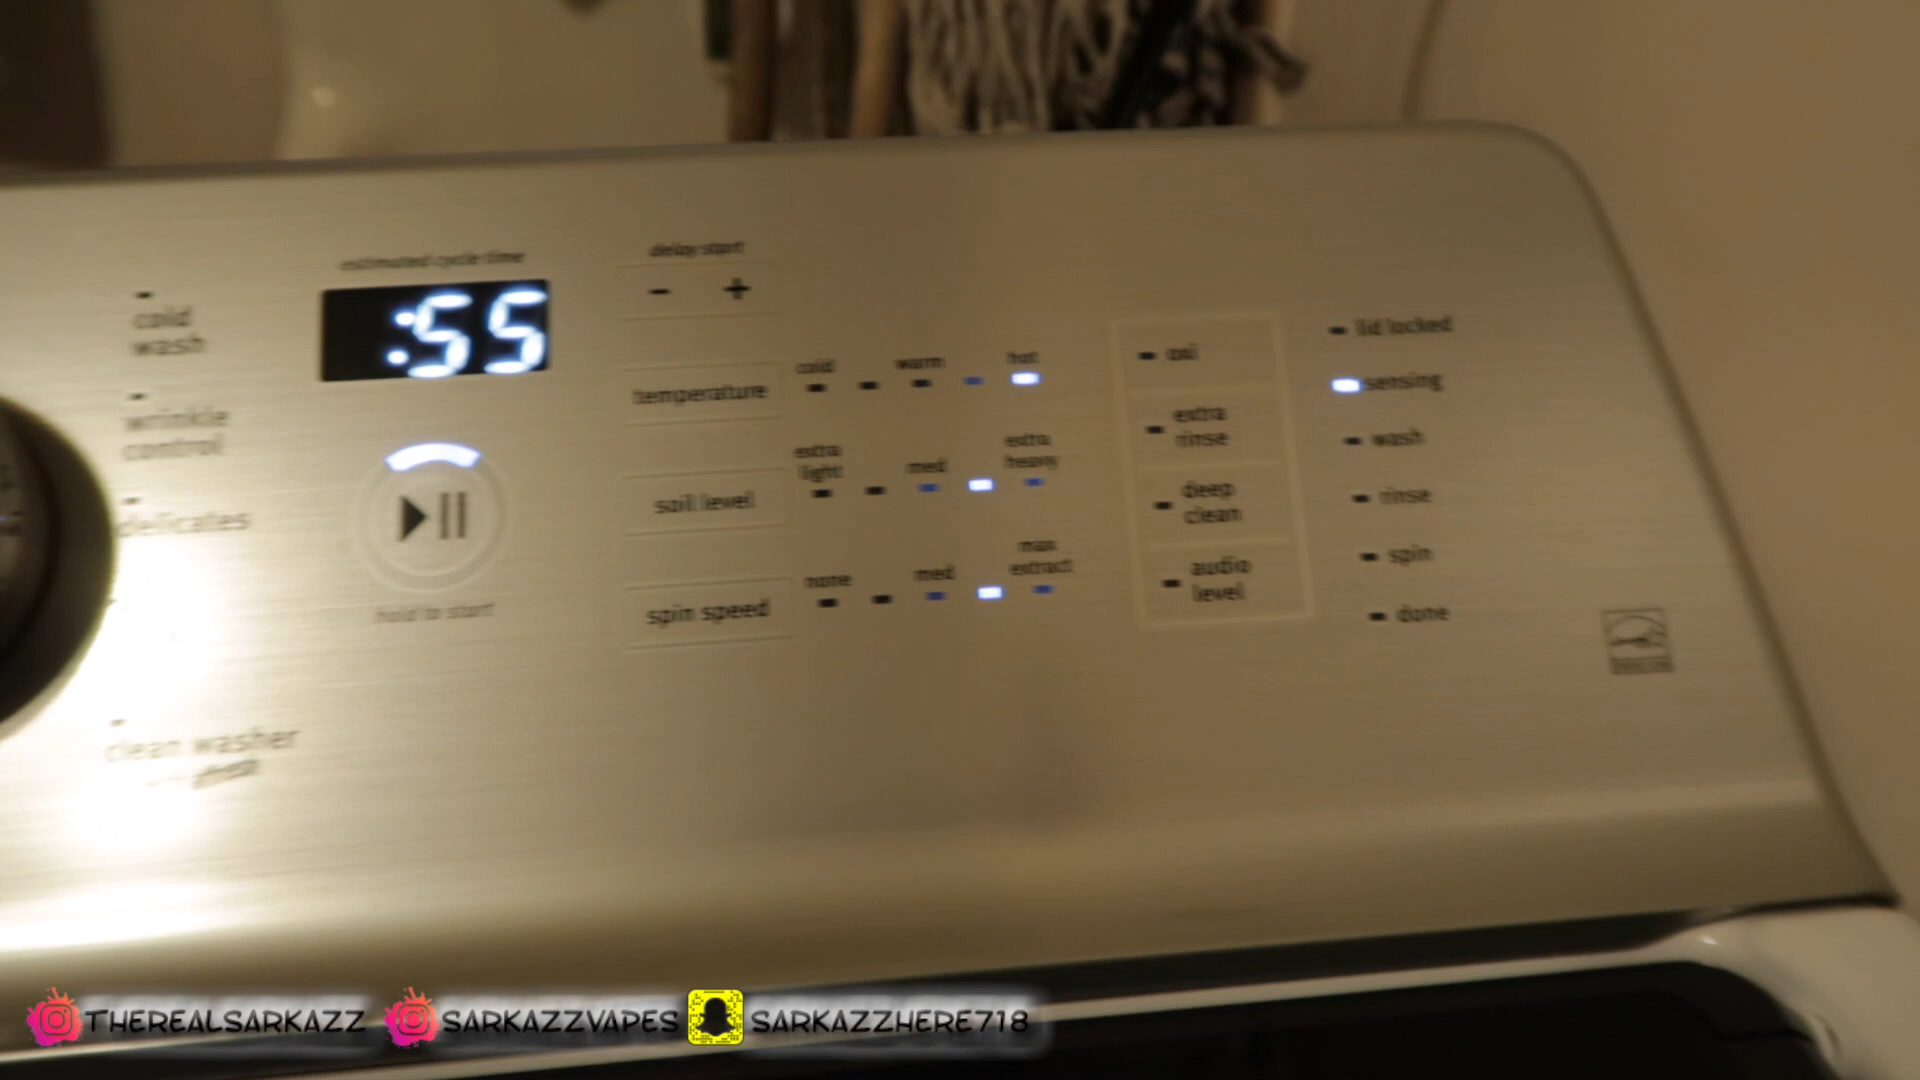 estimated cycle time
:55
hold to start
cold
wash
wrinkle
control
delicates
clean washer
affresh
delay start
- +
temperature
cold
warm
hot
soil level
extra
light
med
extra
heavy
spin speed
none
med
max
extract
oxi
extra
rinse
deep
clean
audio
level
lid locked
sensing
wash
rinse
spin
done
THEREALSARKAZZ
SARKAZZVAPES
SARKAZZHERE718